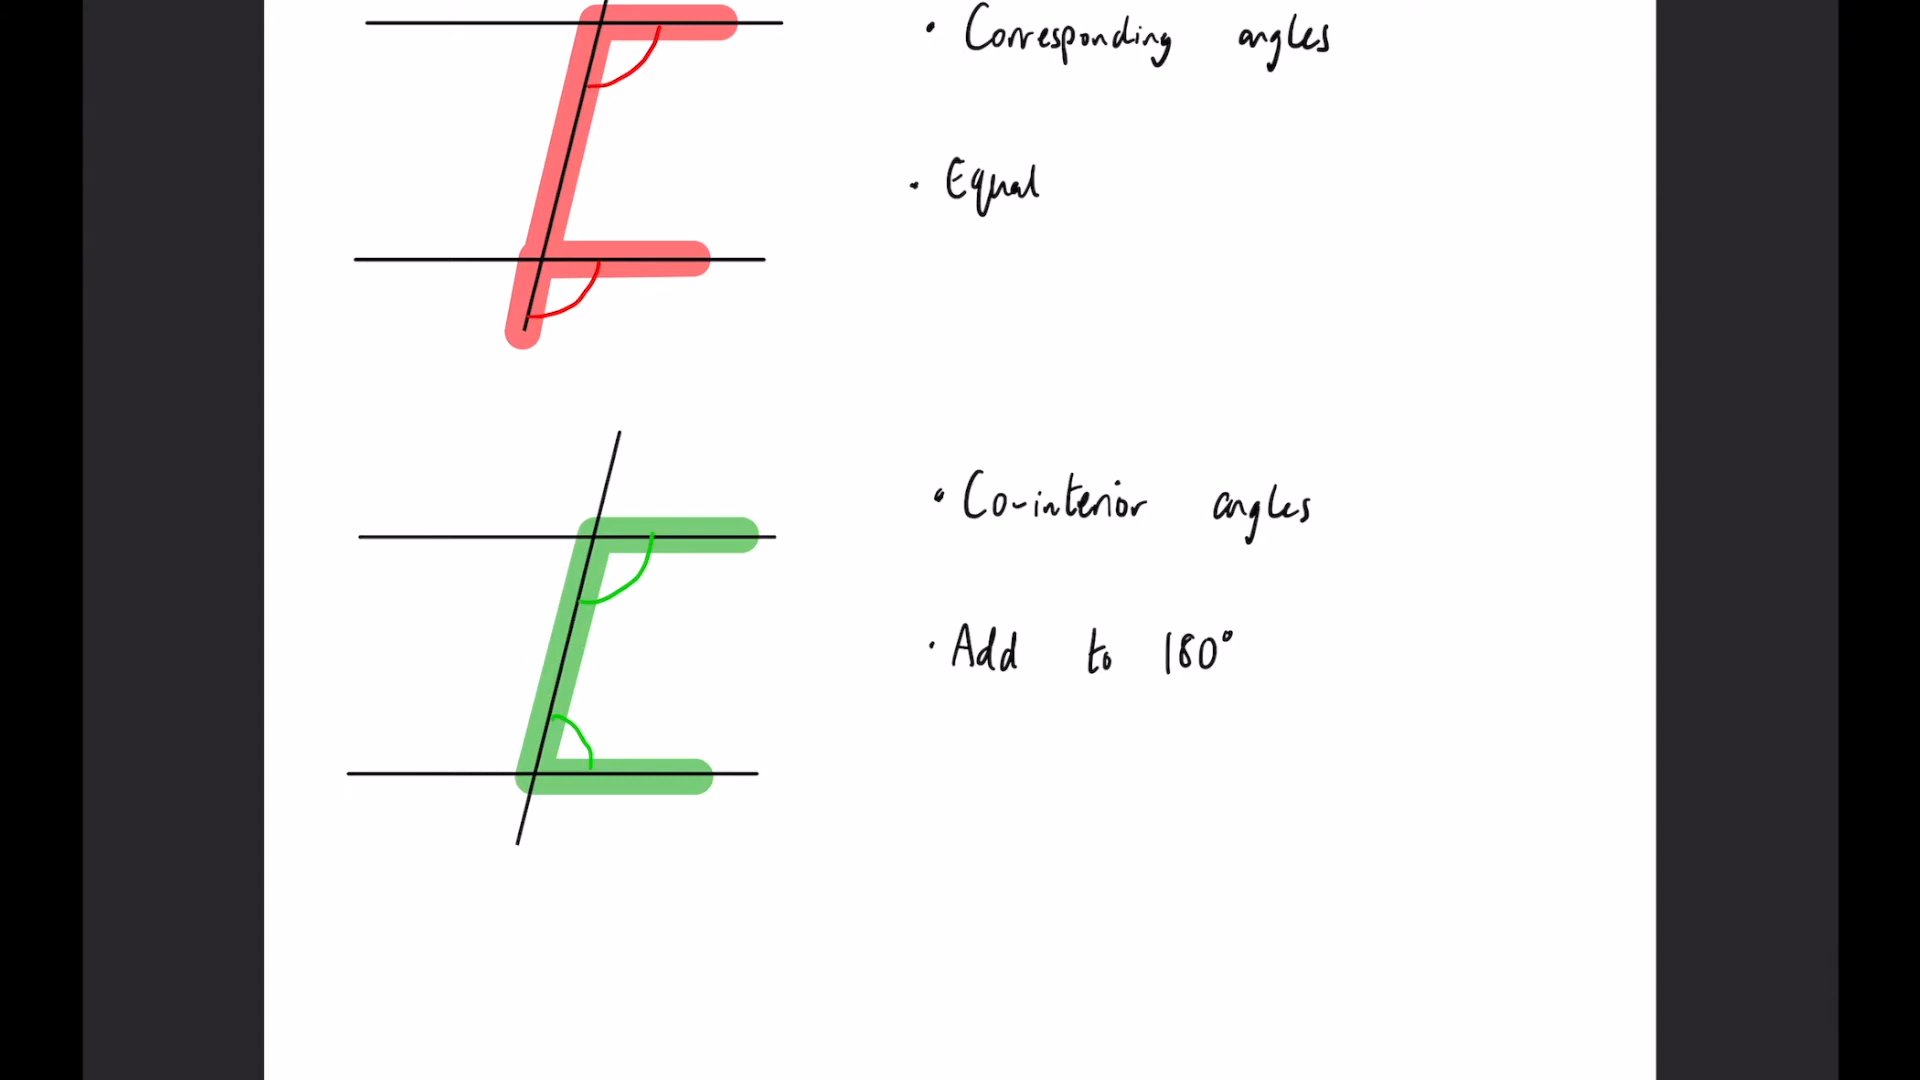 • Corresponding angles
• Equal
• Co-interior angles
• Add to 180°